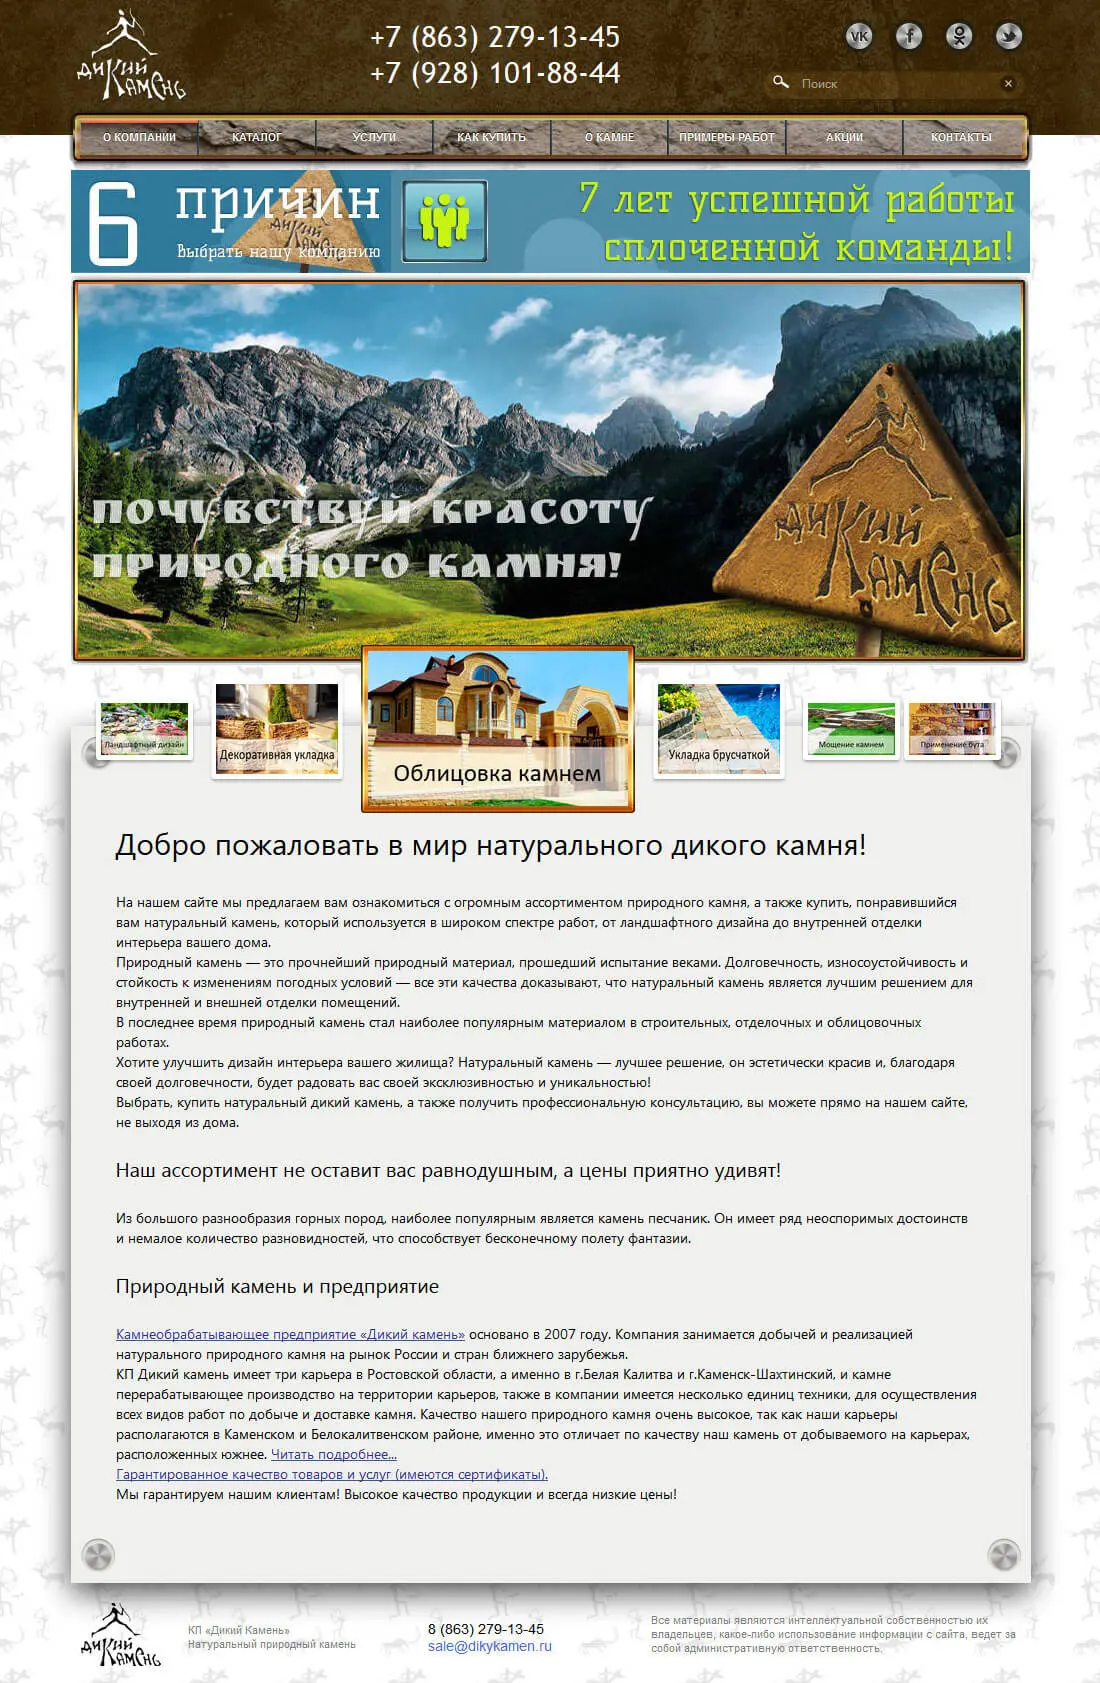 дикий камень
+7 (863) 279-13-45
+7 (928) 101-88-44
VK
f
Поиск
О КОМПАНИИ
КАТАЛОГ
УСЛУГИ
КАК КУПИТЬ
О КАМНЕ
ПРИМЕРЫ РАБОТ
АКЦИИ
КОНТАКТЫ
6 причин
Выбрать нашу компанию
7 лет успешной работы
сплоченной команды!
почувствуй красоту
природного камня!
дикий камень
Ландшафтный дизайн
Декоративная укладка
Облицовка камнем
Укладка брусчаткой
Мощение камнем
Применение бута
Добро пожаловать в мир натурального дикого камня!
На нашем сайте мы предлагаем вам ознакомиться с огромным ассортиментом природного камня, а также купить, понравившийся
вам натуральный камень, который используется в широком спектре работ, от ландшафтного дизайна до внутренней отделки
интерьера вашего дома.
Природный камень — это прочнейший природный материал, прошедший испытание веками. Долговечность, износоустойчивость и
стойкость к изменениям погодных условий — все эти качества доказывают, что натуральный камень является лучшим решением для
внутренней и внешней отделки помещений.
В последнее время природный камень стал наиболее популярным материалом в строительных, отделочных и облицовочных
работах.
Хотите улучшить дизайн интерьера вашего жилища? Натуральный камень — лучшее решение, он эстетически красив и, благодаря
своей долговечности, будет радовать вас своей эксклюзивностью и уникальностью!
Выбрать, купить натуральный дикий камень, а также получить профессиональную консультацию, вы можете прямо на нашем сайте,
не выходя из дома.
Наш ассортимент не оставит вас равнодушным, а цены приятно удивят!
Из большого разнообразия горных пород, наиболее популярным является камень песчаник. Он имеет ряд неоспоримых достоинств
и немалое количество разновидностей, что способствует бесконечному полету фантазии.
Природный камень и предприятие
Камнеобрабатывающее предприятие «Дикий камень» основано в 2007 году. Компания занимается добычей и реализацией
натурального природного камня на рынок России и стран ближнего зарубежья.
КП Дикий камень имеет три карьера в Ростовской области, а именно в г.Белая Калитва и г.Каменск-Шахтинский, и камне
перерабатывающее производство на территории карьеров, также в компании имеется несколько единиц техники, для осуществления
всех видов работ по добыче и доставке камня. Качество нашего природного камня очень высокое, так как наши карьеры
располагаются в Каменском и Белокалитвенском районе, именно это отличает по качеству наш камень от добываемого на карьерах,
расположенных южнее. Читать подробнее...
Гарантированное качество товаров и услуг (имеются сертификаты).
Мы гарантируем нашим клиентам! Высокое качество продукции и всегда низкие цены!
дикий камень
КП «Дикий Камень»
Натуральный природный камень
8 (863) 279-13-45
sale@dikykamen.ru
Все материалы являются интеллектуальной собственностью их
владельцев, какое-либо использование информации с сайта, ведет за
собой административную ответственность.